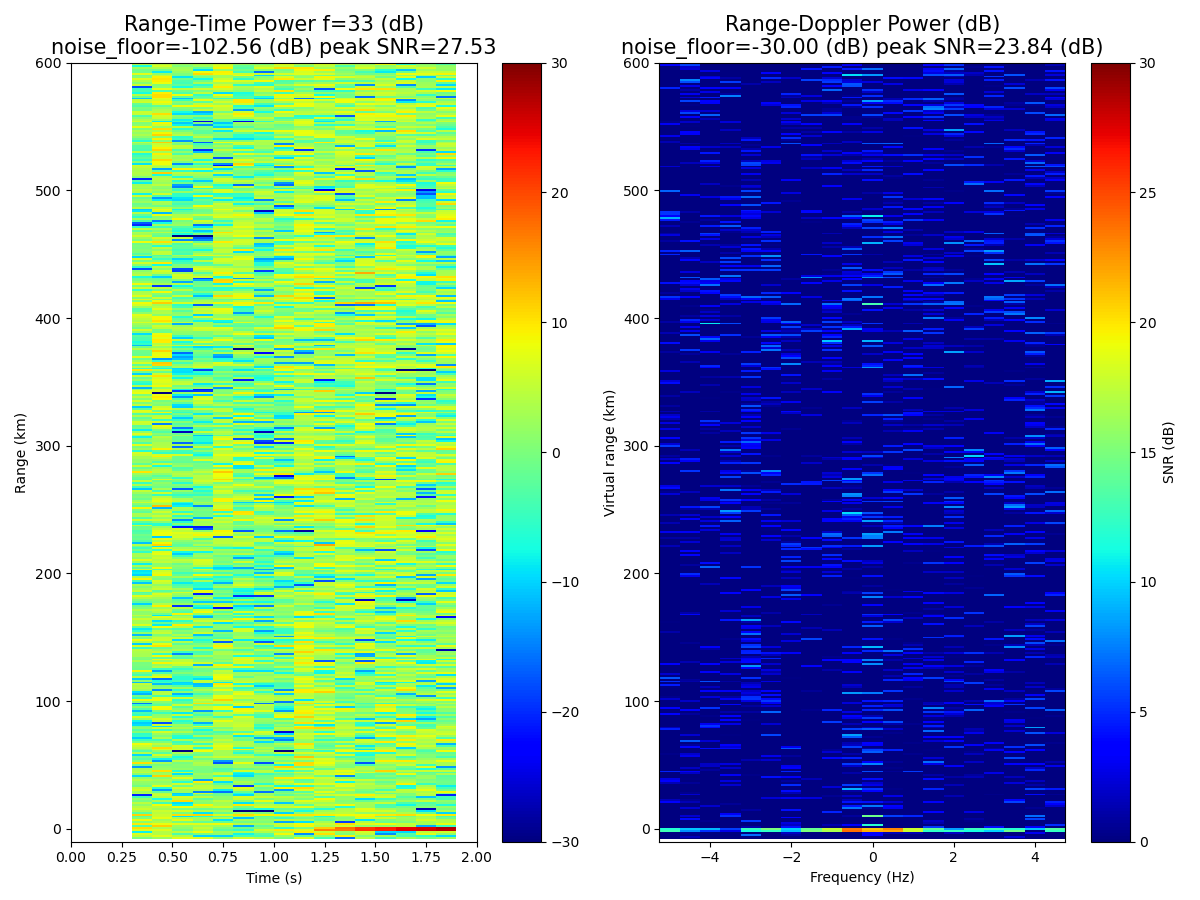 Range-Time Power f=33 (dB)
noise_floor=-102.56 (dB) peak SNR=27.53
600
500
400
300
200
100
0
Range (km)
0.00 0.25 0.50 0.75 1.00 1.25 1.50 1.75 2.00
Time (s)
30
20
10
0
−10
−20
−30
Range-Doppler Power (dB)
noise_floor=-30.00 (dB) peak SNR=23.84 (dB)
600
500
400
300
200
100
0
Virtual range (km)
−4 −2 0 2 4
Frequency (Hz)
30
25
20
15
10
5
0
SNR (dB)